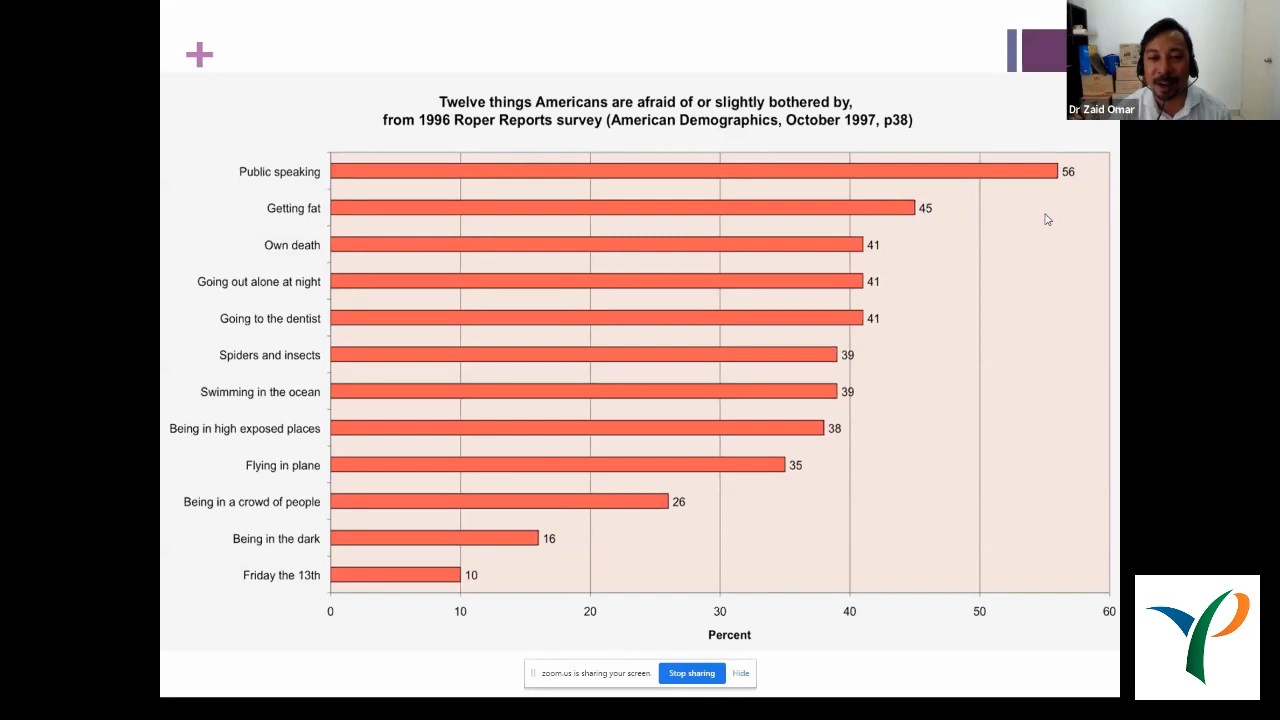 Dr Zaid Omar
Twelve things Americans are afraid of or slightly bothered by,
from 1996 Roper Reports survey (American Demographics, October 1997, p38)
Public speaking 56
Getting fat 45
Own death 41
Going out alone at night 41
Going to the dentist 41
Spiders and insects 39
Swimming in the ocean 39
Being in high exposed places 38
Flying in plane 35
Being in a crowd of people 26
Being in the dark 16
Friday the 13th 10
0 10 20 30 40 50 60
Percent
zoom.us is sharing your screen. Stop sharing Hide